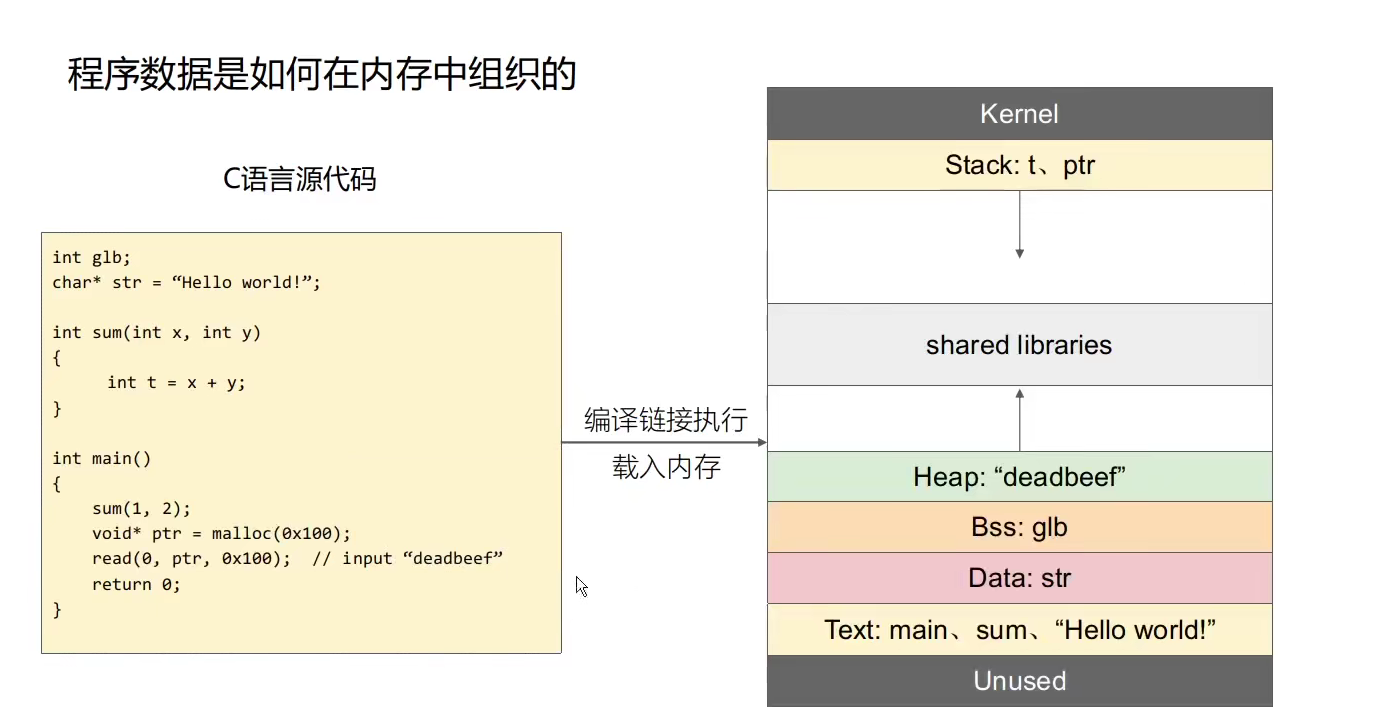 程序数据是如何在内存中组织的
C语言源代码
int glb;
char* str = “Hello world!”;
int sum(int x, int y)
{
int t = x + y;
}
int main()
{
sum(1, 2);
void* ptr = malloc(0x100);
read(0, ptr, 0x100);  // input “deadbeef”
return 0;
}
编译链接执行
载入内存
Kernel
Stack: t、ptr
shared libraries
Heap: “deadbeef”
Bss: glb
Data: str
Text: main、sum、“Hello world!”
Unused